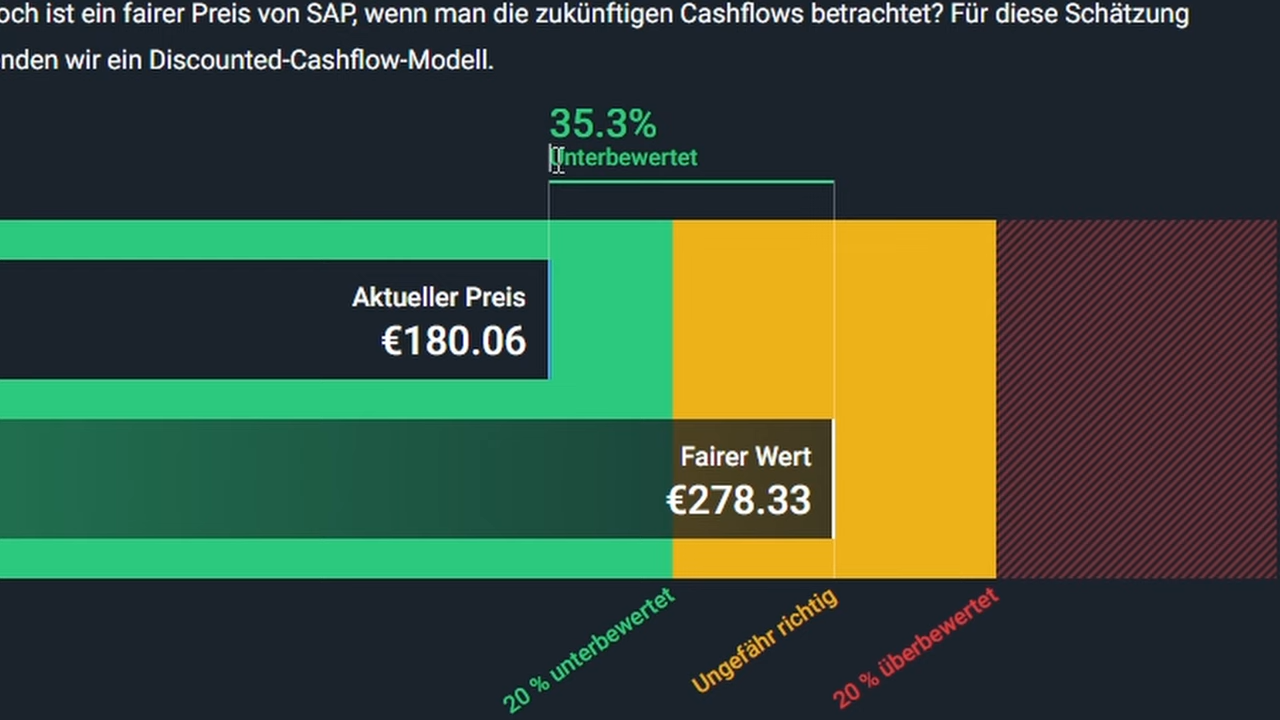 och ist ein fairer Preis von SAP, wenn man die zukünftigen Cashflows betrachtet? Für diese Schätzung
nden wir ein Discounted-Cashflow-Modell.
35.3%
Unterbewertet
Aktueller Preis
€180.06
Fairer Wert
€278.33
20 % unterbewertet
Ungefähr richtig
20 % überbewertet